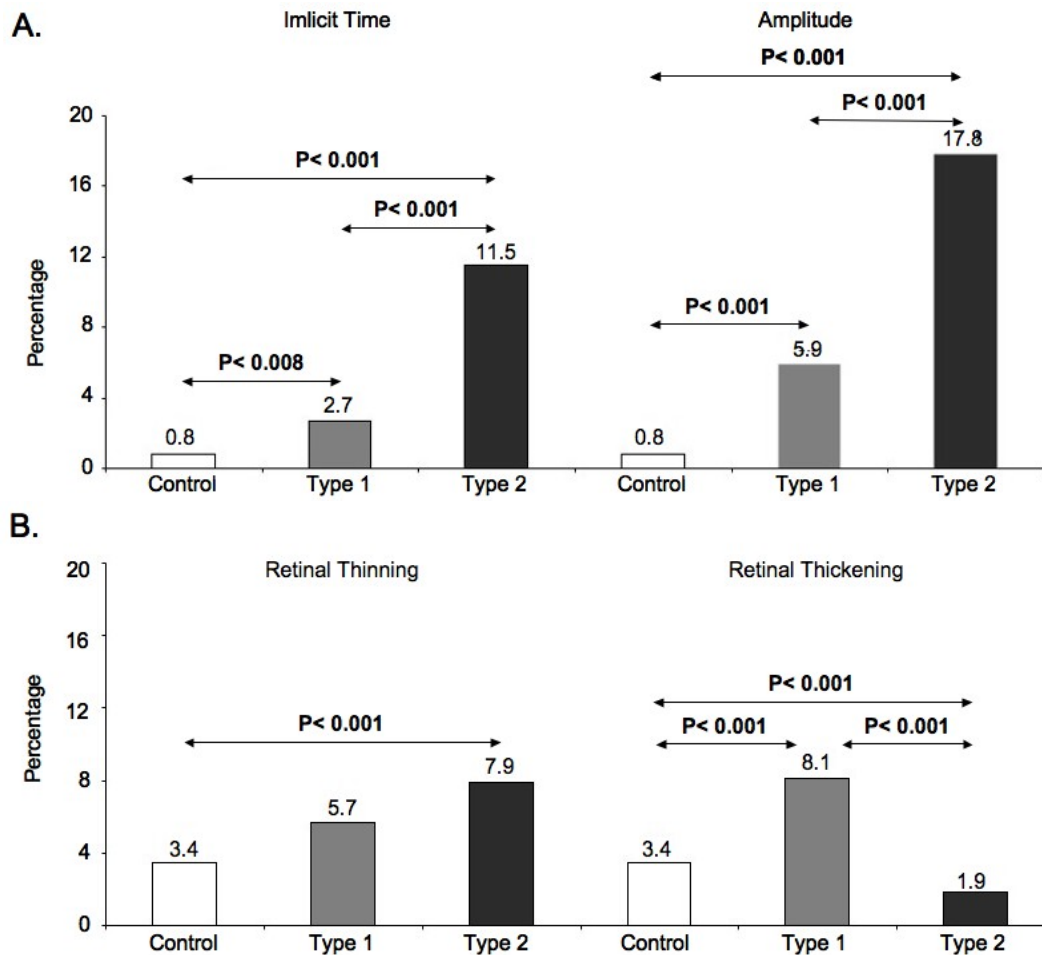 A.
Imlicit Time
Amplitude
P< 0.001
P< 0.001
20
17.8
P< 0.001
16
P< 0.001
12
11.5
Percentage
8
P< 0.001
5.9
P< 0.008
4
2.7
0.8
0.8
0
Control Type 1 Type 2 Control Type 1 Type 2
B.
20
Retinal Thinning
Retinal Thickening
16
P< 0.001
12
P< 0.001
P< 0.001 P< 0.001
Percentage
8
7.9
8.1
5.7
4
3.4
3.4
1.9
0
Control Type 1 Type 2 Control Type 1 Type 2